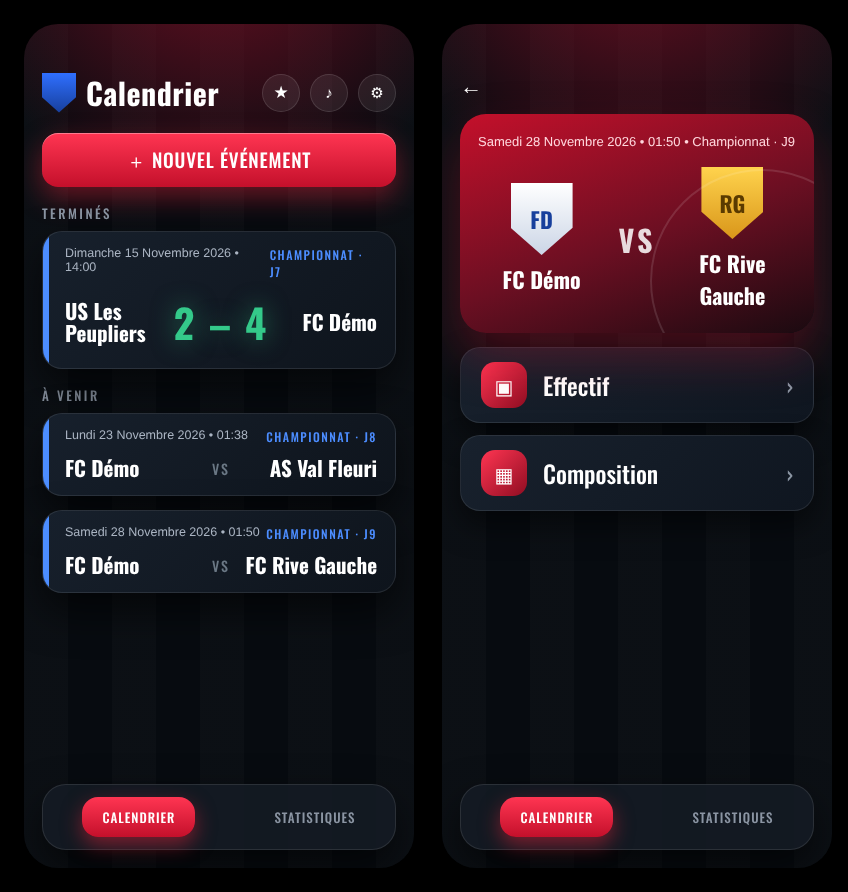 Calendrier
+ NOUVEL ÉVÉNEMENT
TERMINÉS
Dimanche 15 Novembre 2026 •
14:00
CHAMPIONNAT ·
J7
US Les
Peupliers
2 – 4
FC Démo
À VENIR
Lundi 23 Novembre 2026 • 01:38
CHAMPIONNAT · J8
FC Démo
VS
AS Val Fleuri
Samedi 28 Novembre 2026 • 01:50
CHAMPIONNAT · J9
FC Démo
VS
FC Rive Gauche
CALENDRIER
STATISTIQUES
←
Samedi 28 Novembre 2026 • 01:50 • Championnat · J9
FD
FC Démo
VS
RG
FC Rive
Gauche
Effectif ›
Composition ›
CALENDRIER
STATISTIQUES